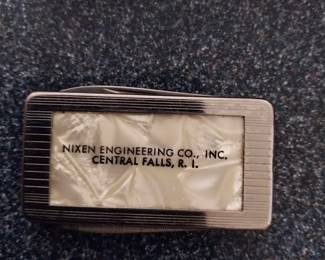 NIXEN ENGINEERING CO., INC.
CENTRAL FALLS, R. I.